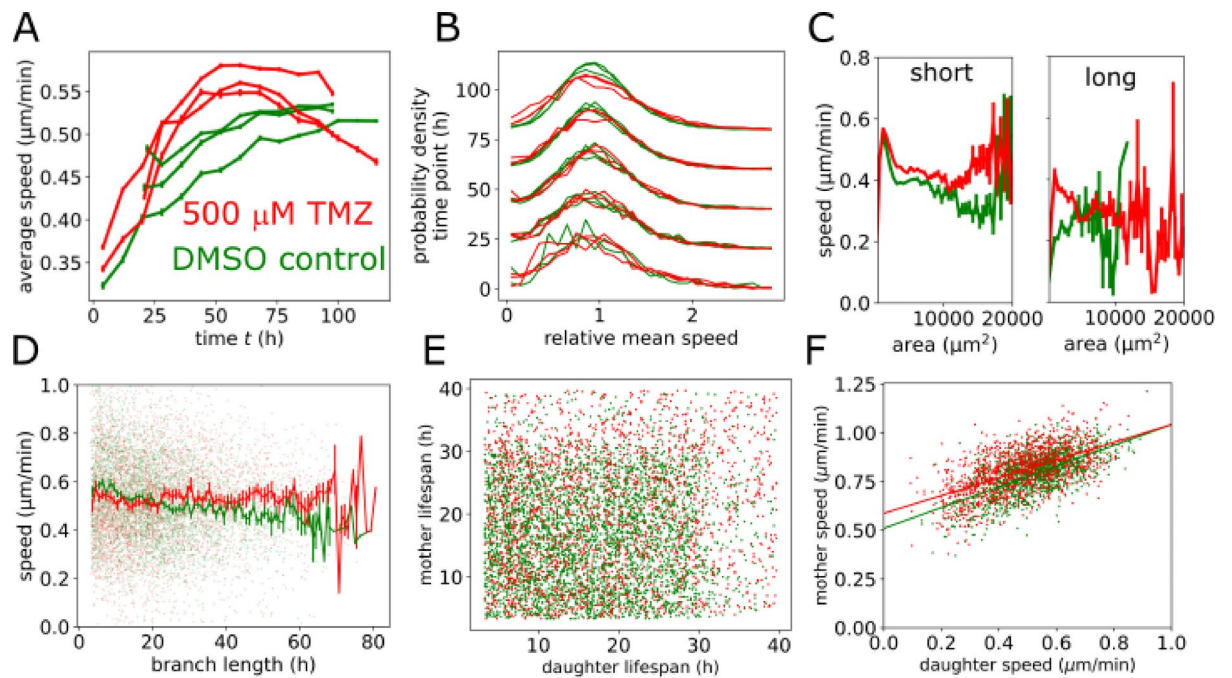 A
average speed (μm/min)
0.55
0.50
0.45
0.40
0.35
500 μM TMZ
DMSO control
0 25 50 75 100
time t (h)
B
probability density
time point (h)
100
75
50
25
0
0 1 2
relative mean speed
C
speed (μm/min)
0.8
0.6
0.4
0.2
0.0
short
long
10000 20000
area (μm²)
10000 20000
area (μm²)
D
speed (μm/min)
1.0
0.8
0.6
0.4
0.2
0.0
0 20 40 60 80
branch length (h)
E
mother lifespan (h)
40
30
20
10
10 20 30 40
daughter lifespan (h)
F
mother speed (μm/min)
1.25
1.00
0.75
0.50
0.25
0.00
0.0 0.2 0.4 0.6 0.8 1.0
daughter speed (μm/min)